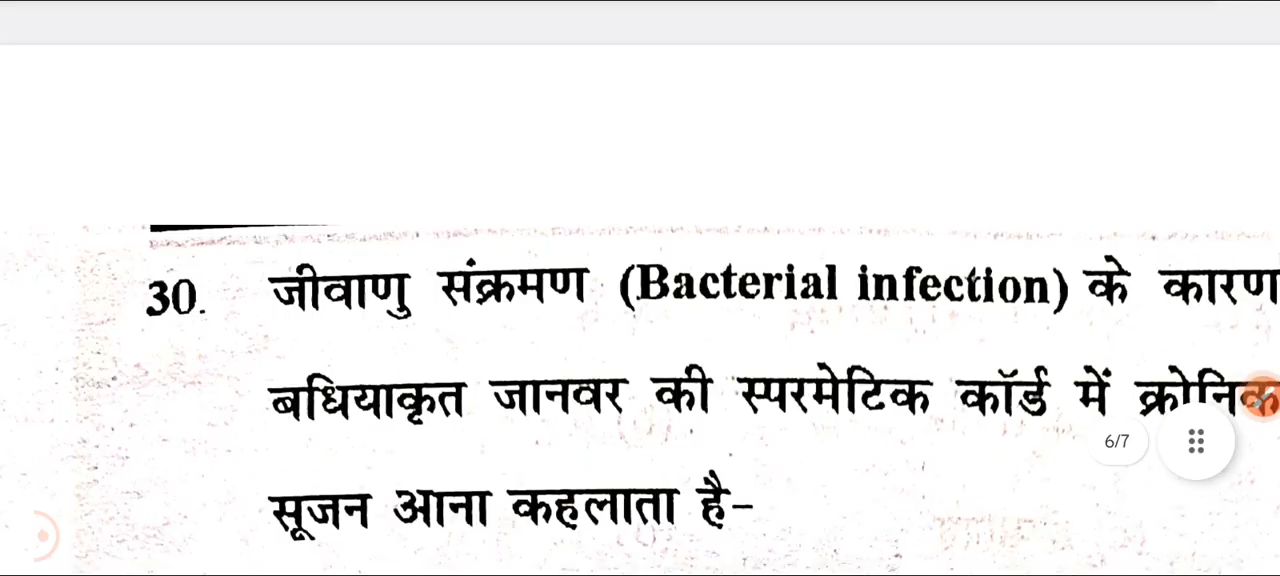 30. जीवाणु संक्रमण (Bacterial infection) के कारण
बधियाकृत जानवर की स्परमेटिक कॉर्ड में क्रोनिक
6/7
सूजन आना कहलाता है-